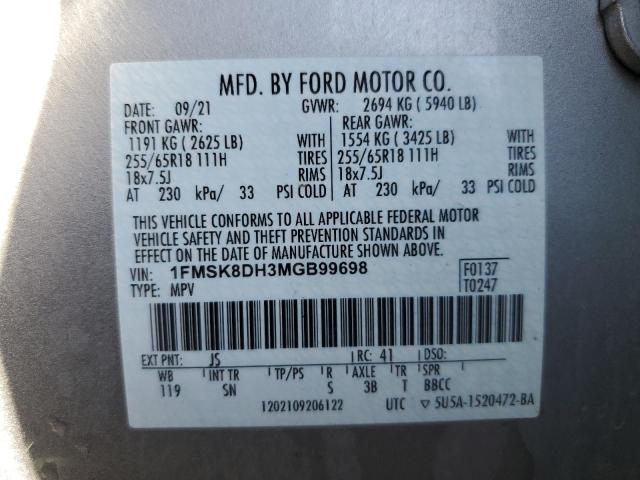 MFD. BY FORD MOTOR CO.
DATE: 09/21 GVWR: 2694 KG ( 5940 LB)
FRONT GAWR: REAR GAWR:
1191 KG ( 2625 LB) WITH 1554 KG ( 3425 LB) WITH
255/65R18 111H TIRES 255/65R18 111H TIRES
18x7.5J RIMS 18x7.5J RIMS
AT 230 kPa/ 33 PSI COLD AT 230 kPa/ 33 PSI COLD
THIS VEHICLE CONFORMS TO ALL APPLICABLE FEDERAL MOTOR
VEHICLE SAFETY AND THEFT PREVENTION STANDARDS IN
EFFECT ON THE DATE OF MANUFACTURE SHOWN ABOVE.
VIN: 1FMSK8DH3MGB99698 F0137
TYPE: MPV T0247
EXT PNT: JS RC: 41 DSO:
WB INT TR TP/PS R AXLE TR SPR
119 SN S 3B T BBCC
1202109206122 UTC ▽ 5U5A-1520472-BA